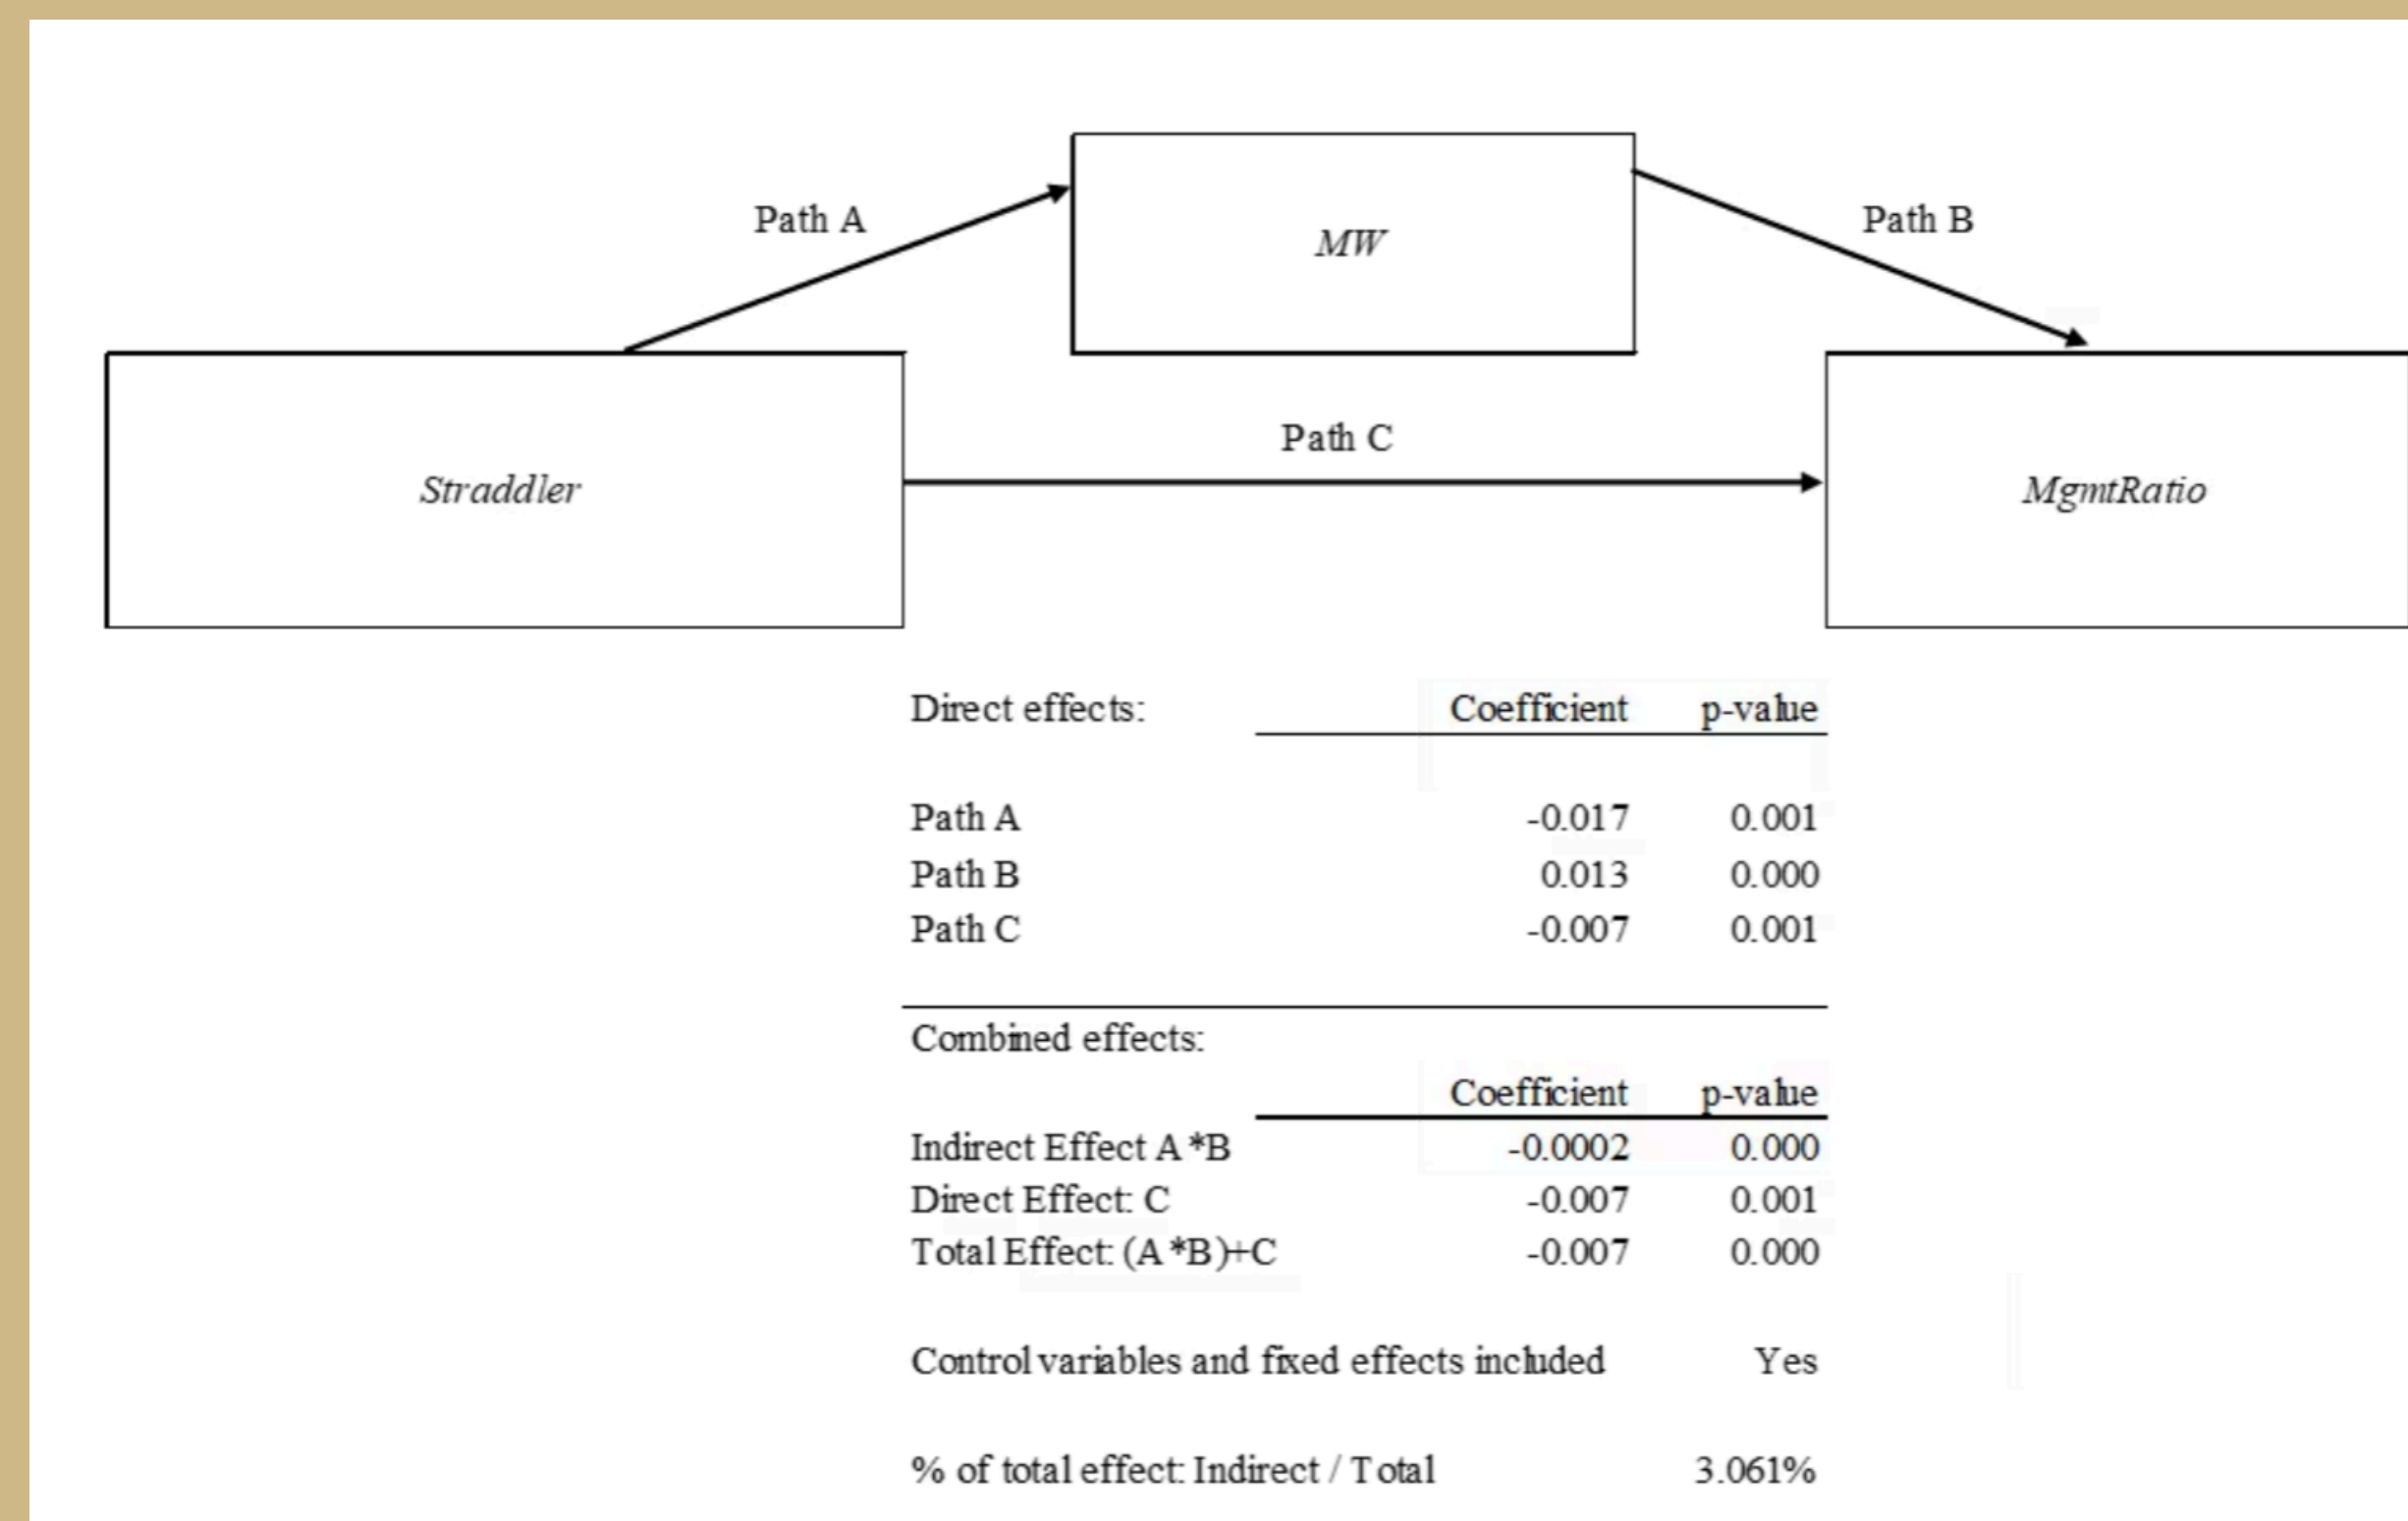 Path A
MW
Path B
Path C
Straddler
MgmtRatio
Direct effects: Coefficient p-value
Path A -0.017 0.001
Path B 0.013 0.000
Path C -0.007 0.001
Combined effects:
Coefficient p-value
Indirect Effect A*B -0.0002 0.000
Direct Effect: C -0.007 0.001
Total Effect: (A*B)+C -0.007 0.000
Control variables and fixed effects included Yes
% of total effect: Indirect / Total 3.061%